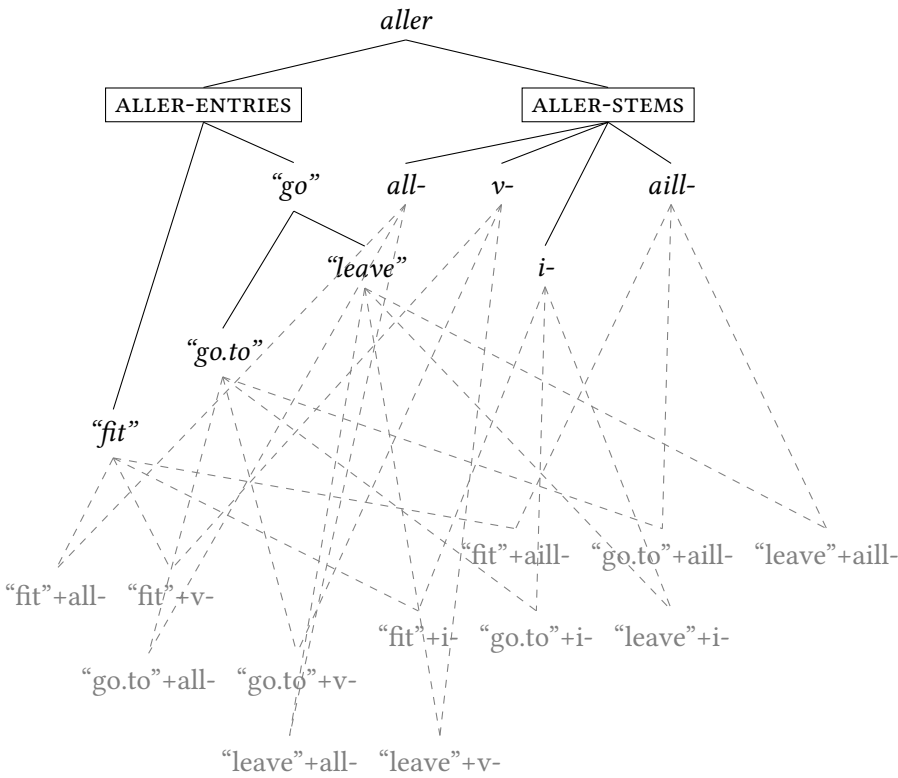 aller
ALLER-ENTRIES ALLER-STEMS
“go” all- v- aill-
“leave” i-
“go.to”
“fit”
“fit”+aill- “go.to”+aill- “leave”+aill-
“fit”+all- “fit”+v-
“fit”+i- “go.to”+i- “leave”+i-
“go.to”+all- “go.to”+v-
“leave”+all- “leave”+v-